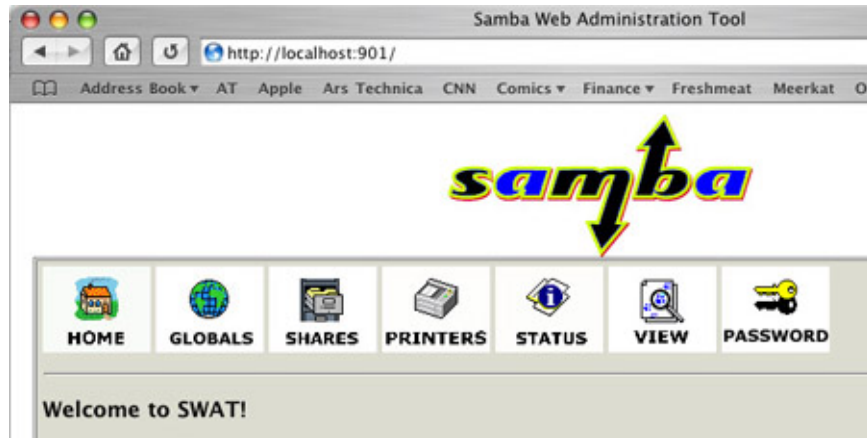 Samba Web Administration Tool
http://localhost:901/
Address Book AT Apple Ars Technica CNN Comics Finance Freshmeat Meerkat
samba
HOME GLOBALS SHARES PRINTERS STATUS VIEW PASSWORD
Welcome to SWAT!